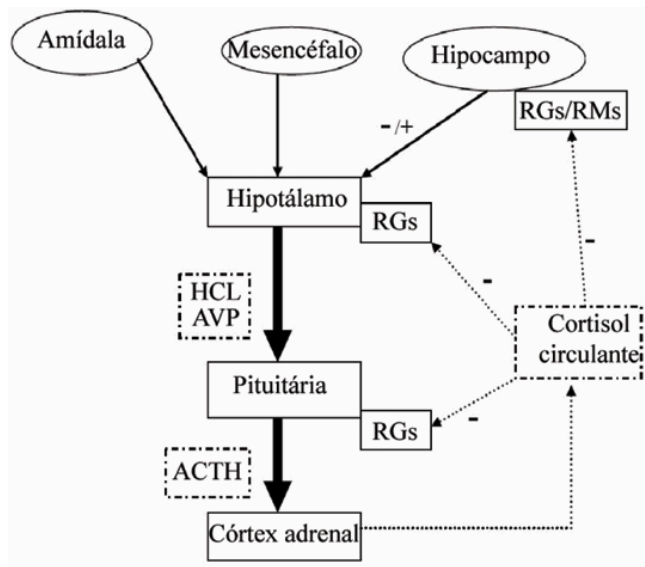 Amídala
Mesencéfalo
Hipocampo
RGs/RMs
-/+
Hipotálamo
RGs
-
-
HCL
AVP
Cortisol
circulante
Pituitária
RGs
-
ACTH
Córtex adrenal